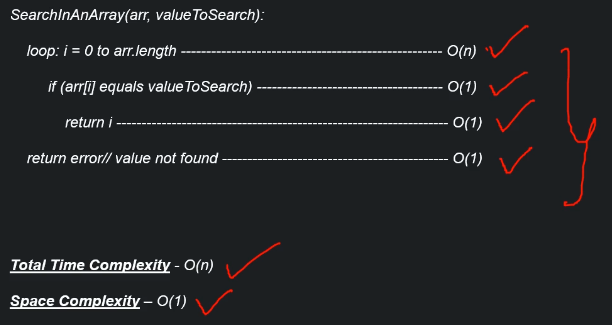 SearchInAnArray(arr, valueToSearch):
loop: i = 0 to arr.length ---------------------------------------------------- O(n)
if (arr[i] equals valueToSearch) ------------------------------------- O(1)
return i ------------------------------------------------------------------ O(1)
return error// value not found --------------------------------------------- O(1)
Total Time Complexity - O(n)
Space Complexity – O(1)